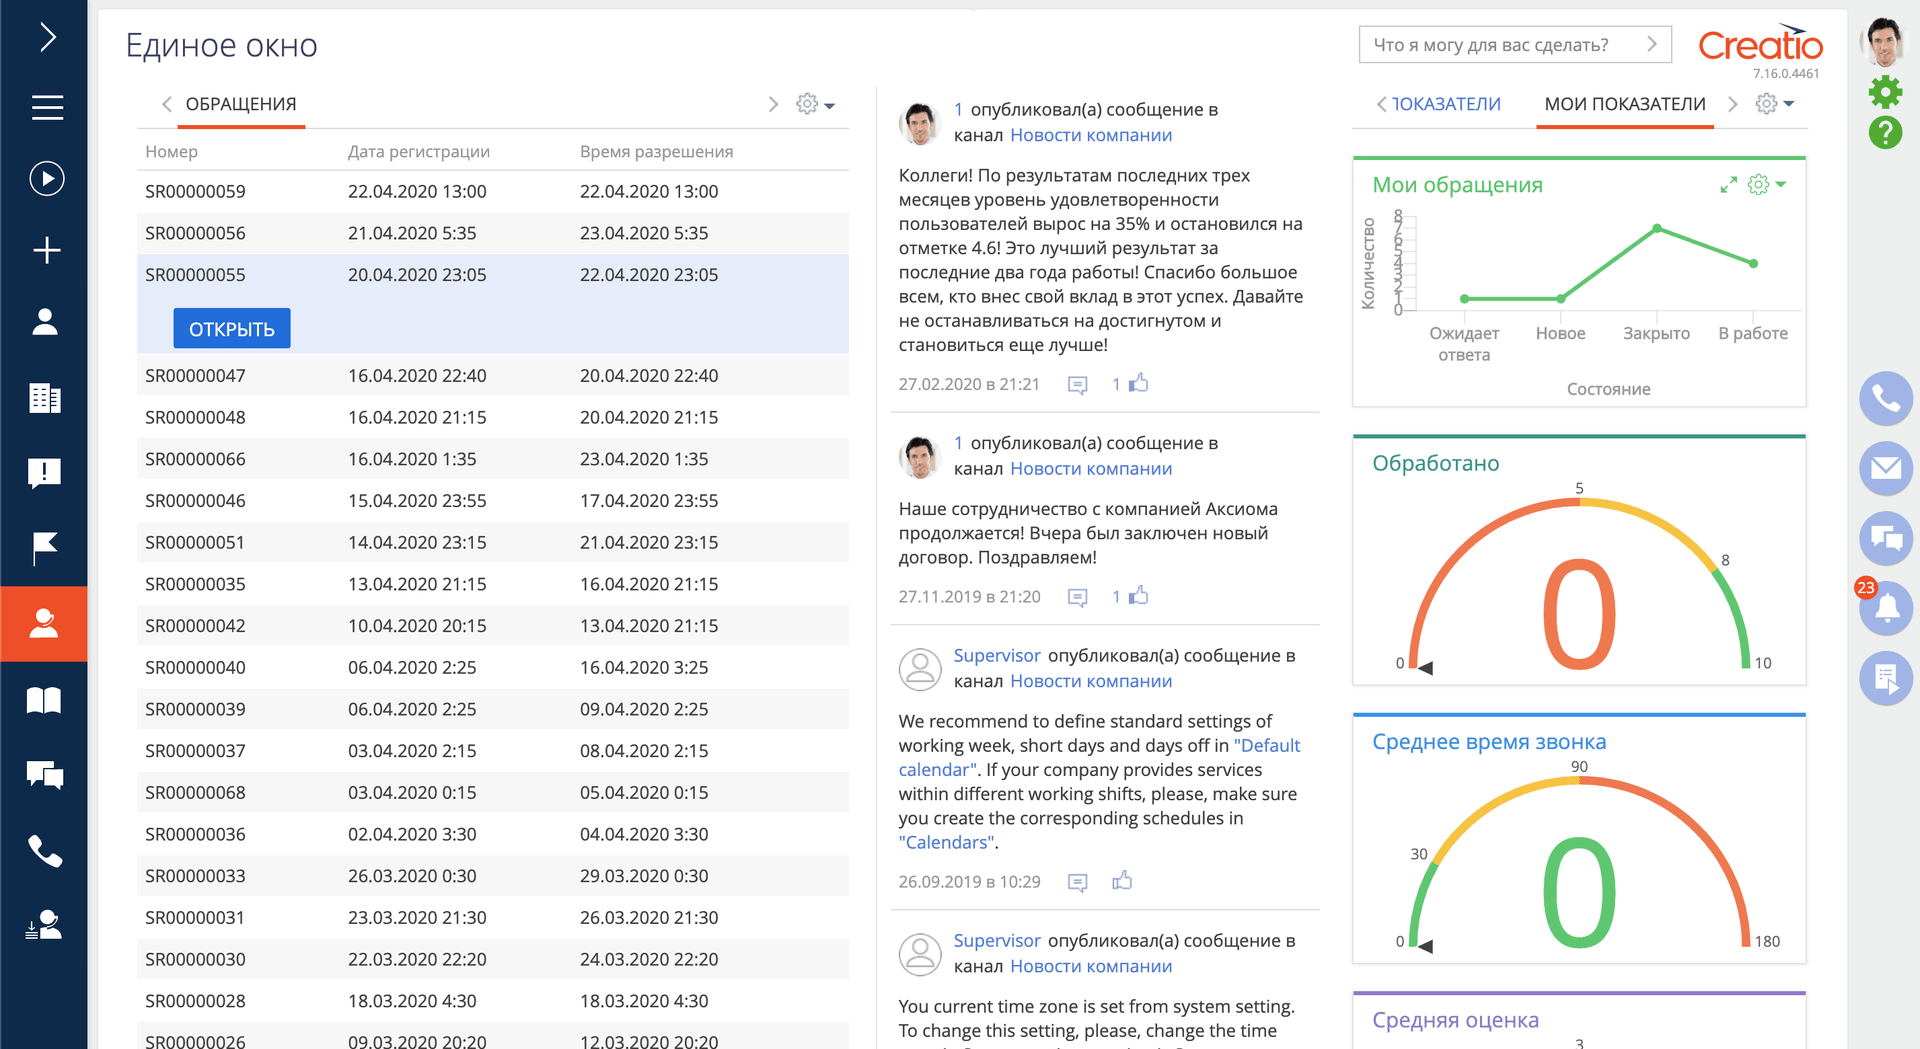 Единое окно
Что я могу для вас сделать?
Creatio
7.16.0.4461
ОБРАЩЕНИЯ
Номер Дата регистрации Время разрешения
SR00000059 22.04.2020 13:00 22.04.2020 13:00
SR00000056 21.04.2020 5:35 23.04.2020 5:35
SR00000055 20.04.2020 23:05 22.04.2020 23:05
ОТКРЫТЬ
SR00000047 16.04.2020 22:40 20.04.2020 22:40
SR00000048 16.04.2020 21:15 20.04.2020 21:15
SR00000066 16.04.2020 1:35 23.04.2020 1:35
SR00000046 15.04.2020 23:55 17.04.2020 23:55
SR00000051 14.04.2020 23:15 21.04.2020 23:15
SR00000035 13.04.2020 21:15 16.04.2020 21:15
SR00000042 10.04.2020 20:15 13.04.2020 21:15
SR00000040 06.04.2020 2:25 16.04.2020 3:25
SR00000039 06.04.2020 2:25 09.04.2020 2:25
SR00000037 03.04.2020 2:15 08.04.2020 2:15
SR00000068 03.04.2020 0:15 05.04.2020 0:15
SR00000036 02.04.2020 3:30 04.04.2020 3:30
SR00000033 26.03.2020 0:30 29.03.2020 0:30
SR00000031 23.03.2020 21:30 26.03.2020 21:30
SR00000030 22.03.2020 22:20 24.03.2020 22:20
SR00000028 18.03.2020 4:30 18.03.2020 4:30
SR00000026 09.03.2020 20:20 12.03.2020 20:20
1 опубликовал(а) сообщение в
канал Новости компании
Коллеги! По результатам последних трех
месяцев уровень удовлетворенности
пользователей вырос на 35% и остановился на
отметке 4.6! Это лучший результат за
последние два года работы! Спасибо большое
всем, кто внес свой вклад в этот успех. Давайте
не останавливаться на достигнутом и
становиться еще лучше!
27.02.2020 в 21:21 1
1 опубликовал(а) сообщение в
канал Новости компании
Наше сотрудничество с компанией Аксиома
продолжается! Вчера был заключен новый
договор. Поздравляем!
27.11.2019 в 21:20 1
Supervisor опубликовал(а) сообщение в
канал Новости компании
We recommend to define standard settings of
working week, short days and days off in "Default
calendar". If your company provides services
within different working shifts, please, make sure
you create the corresponding schedules in
"Calendars".
26.09.2019 в 10:29
Supervisor опубликовал(а) сообщение в
канал Новости компании
You current time zone is set from system setting.
To change this setting, please, change the time
ПОКАЗАТЕЛИ МОИ ПОКАЗАТЕЛИ
Мои обращения
Количество
8
7
6
5
4
3
2
1
0
Ожидает ответа Новое Закрыто В работе
Состояние
Обработано
5
8
0
0 10
Среднее время звонка
90
30
0
0 180
Средняя оценка
3
23